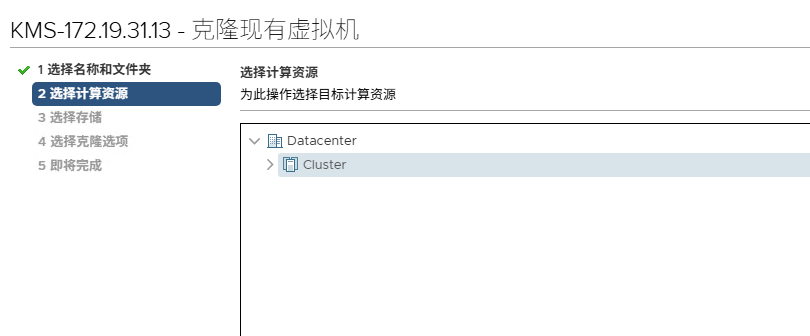 KMS-172.19.31.13 - 克隆现有虚拟机
1 选择名称和文件夹
2 选择计算资源
3 选择存储
4 选择克隆选项
5 即将完成
选择计算资源
为此操作选择目标计算资源
Datacenter
Cluster